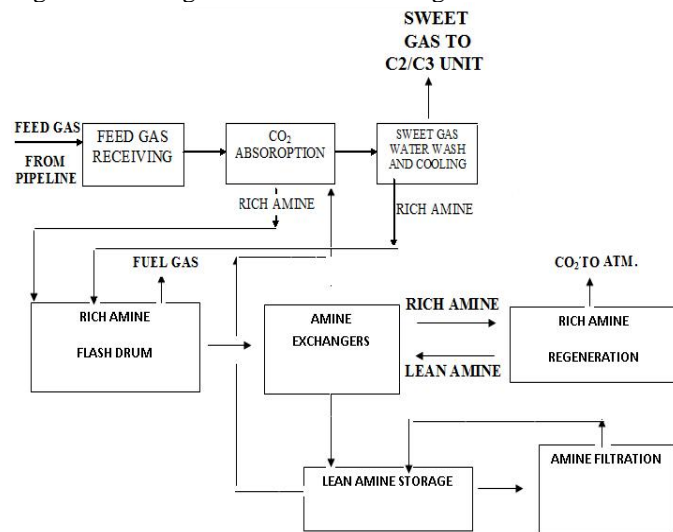 SWEET
GAS TO
C2/C3 UNIT
FEED GAS
FROM
PIPELINE
FEED GAS
RECEIVING
CO₂
ABSOROPTION
SWEET GAS
WATER WASH
AND COOLING
RICH AMINE
RICH AMINE
FUEL GAS
CO₂TO ATM.
RICH AMINE
FLASH DRUM
AMINE
EXCHANGERS
RICH AMINE
LEAN AMINE
RICH AMINE
REGENERATION
LEAN AMINE STORAGE
AMINE FILTRATION